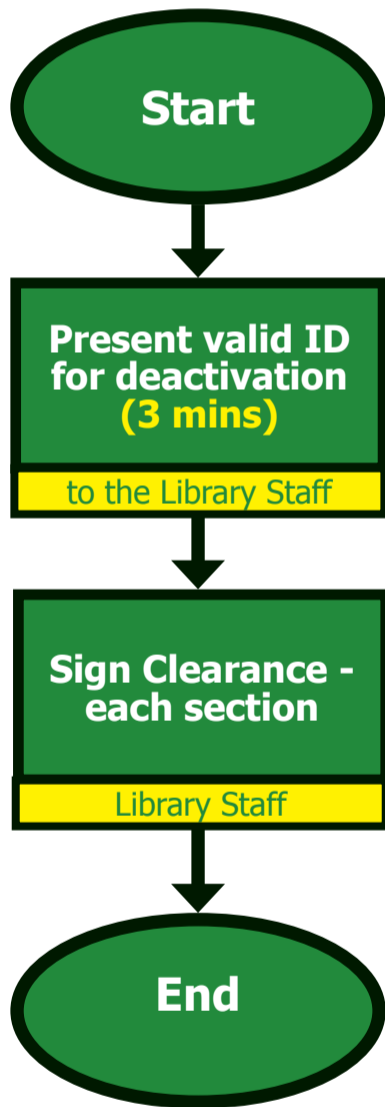 Start
Present valid ID
for deactivation
(3 mins)
to the Library Staff
Sign Clearance -
each section
Library Staff
End